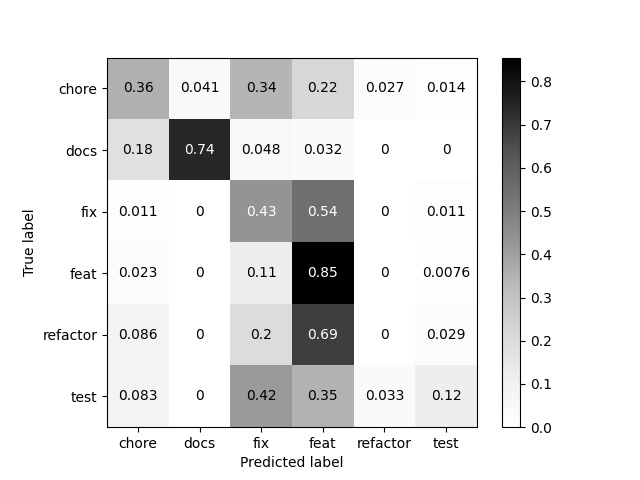 chore 0.36 0.041 0.34 0.22 0.027 0.014
docs 0.18 0.74 0.048 0.032 0 0
fix 0.011 0 0.43 0.54 0 0.011
feat 0.023 0 0.11 0.85 0 0.0076
refactor 0.086 0 0.2 0.69 0 0.029
test 0.083 0 0.42 0.35 0.033 0.12
chore docs fix feat refactor test
Predicted label
True label
0.8
0.7
0.6
0.5
0.4
0.3
0.2
0.1
0.0